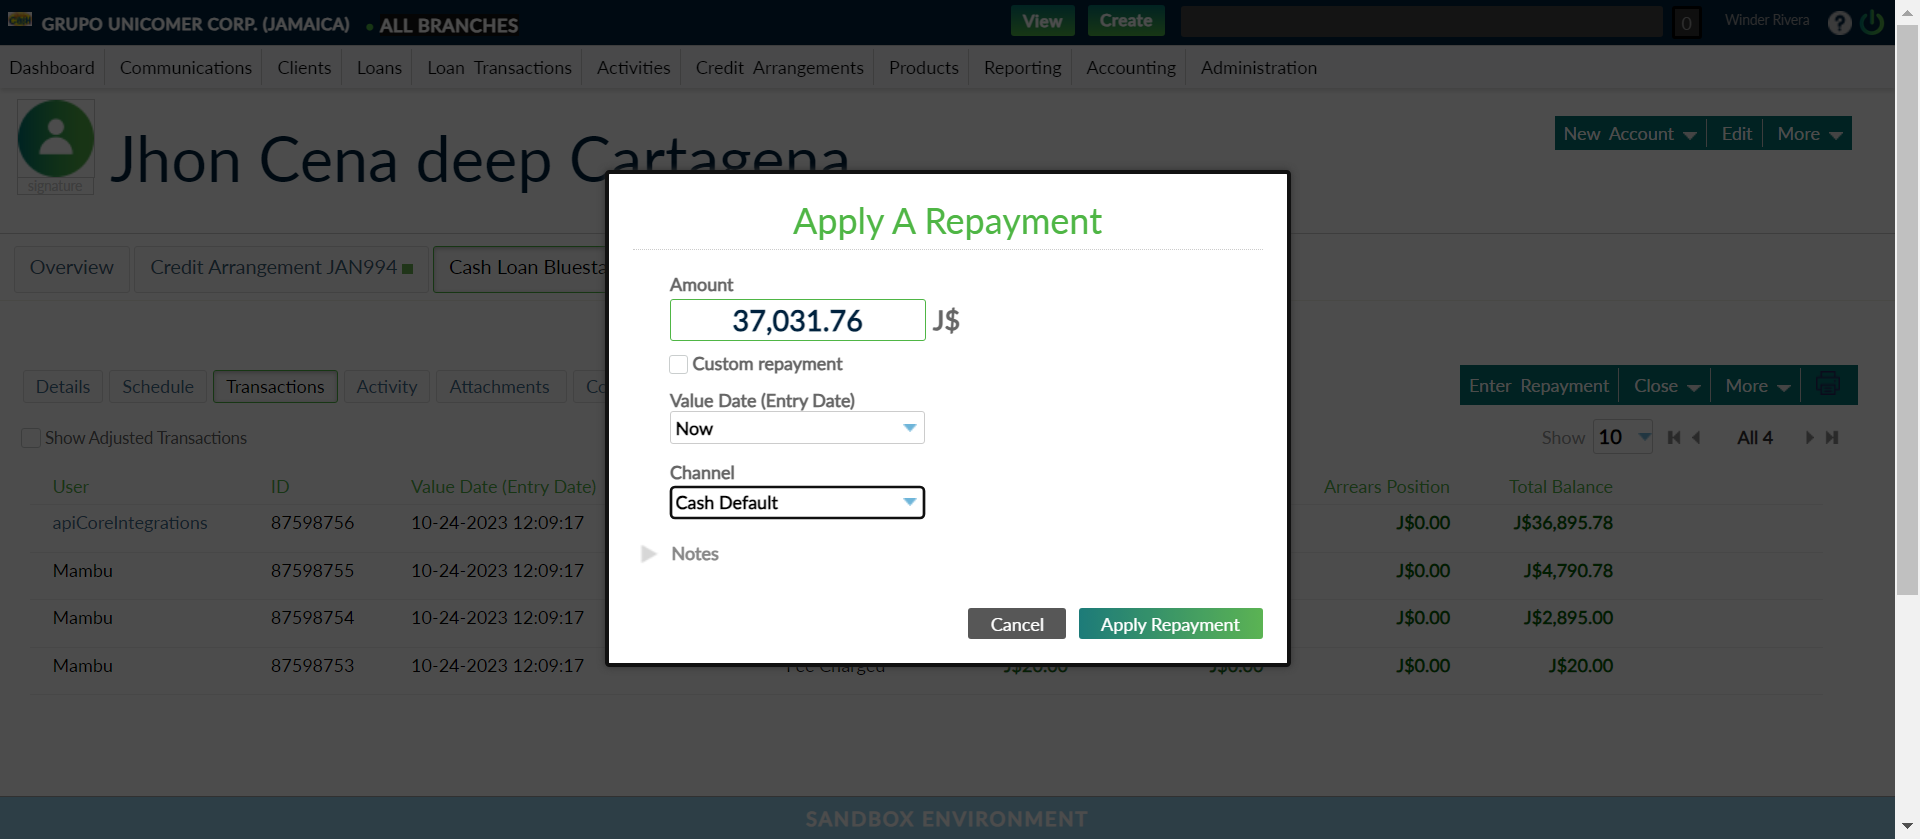 GRUPO UNICOMER CORP. (JAMAICA) ALL BRANCHES View Create 0 Winder Rivera ?
Dashboard Communications Clients Loans Loan Transactions Activities Credit Arrangements Products Reporting Accounting Administration
signature
Jhon Cena deep Cartagena
New Account Edit More
Overview Credit Arrangement JAN994 Cash Loan Bluesta
Apply A Repayment
Amount
37,031.76 J$
Custom repayment
Value Date (Entry Date)
Now
Channel
Cash Default
Notes
Cancel Apply Repayment
Details Schedule Transactions Activity Attachments Co
Enter Repayment Close More
Show Adjusted Transactions
Show 10 All 4
User ID Value Date (Entry Date) Arrears Position Total Balance
apiCoreIntegrations 87598756 10-24-2023 12:09:17 J$0.00 J$36,895.78
Mambu 87598755 10-24-2023 12:09:17 J$0.00 J$4,790.78
Mambu 87598754 10-24-2023 12:09:17 J$0.00 J$2,895.00
Mambu 87598753 10-24-2023 12:09:17 Fee Charged J$20.00 J$0.00 J$0.00 J$20.00
SANDBOX ENVIRONMENT